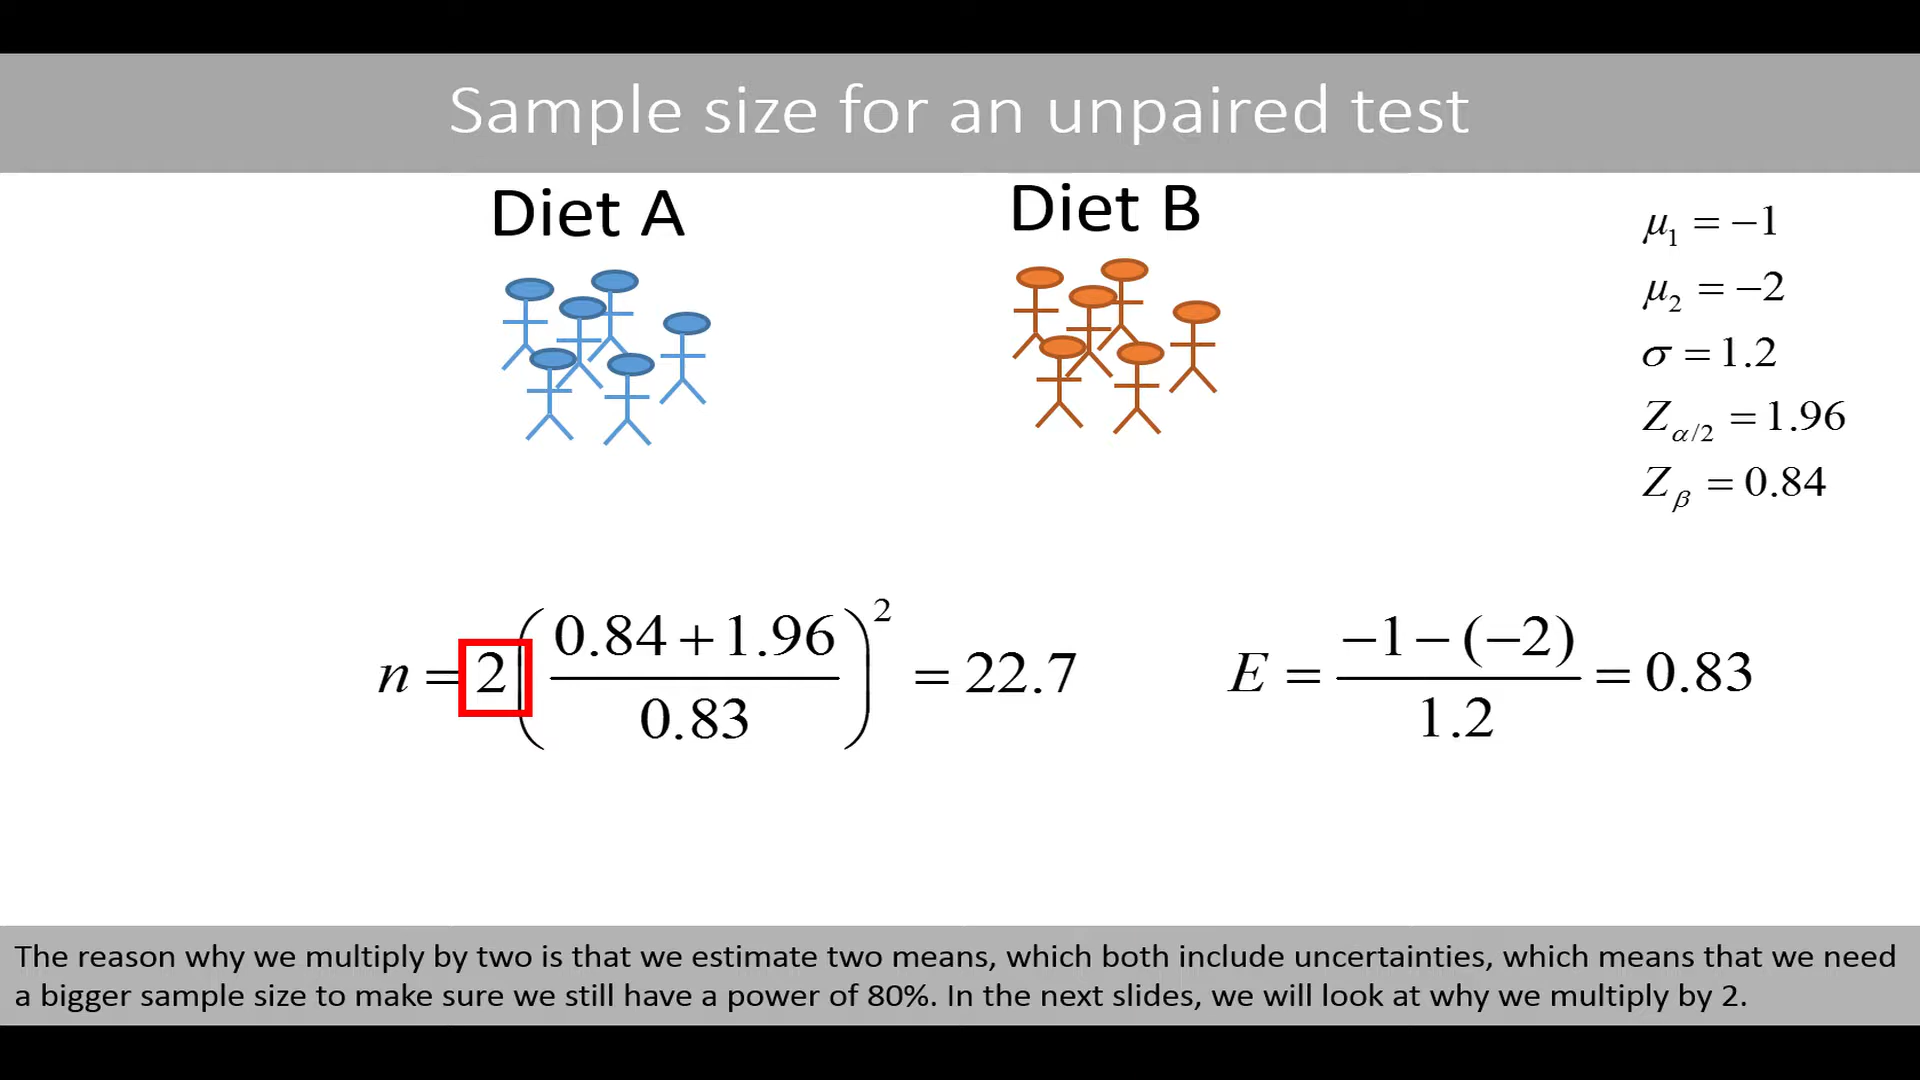 Sample size for an unpaired test
Diet A
Diet B
μ₁ = −1
μ₂ = −2
σ = 1.2
Z_α/2 = 1.96
Z_β = 0.84
n = 2 ( (0.84 + 1.96) / 0.83 )² = 22.7
E = (−1 − (−2)) / 1.2 = 0.83
The reason why we multiply by two is that we estimate two means, which both include uncertainties, which means that we need
a bigger sample size to make sure we still have a power of 80%. In the next slides, we will look at why we multiply by 2.